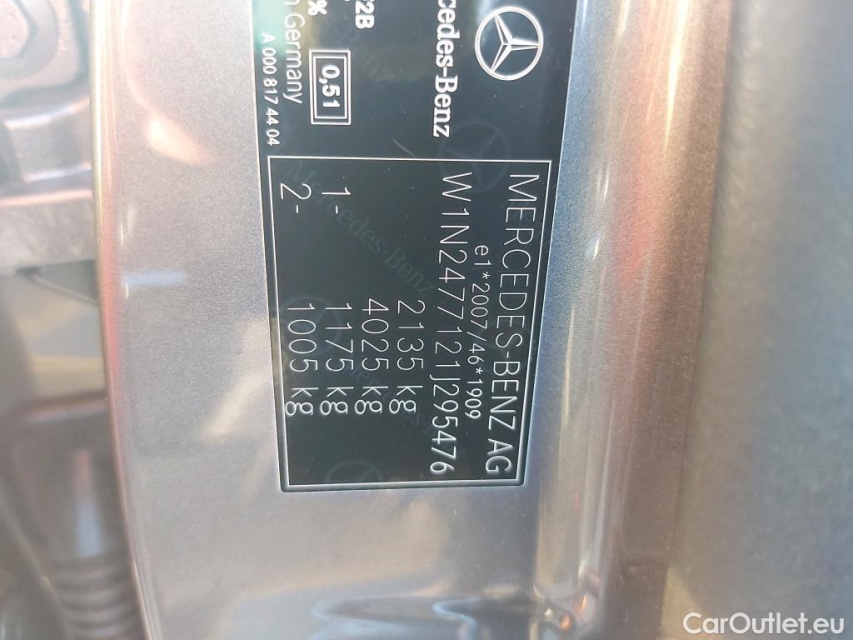 Mercedes-Benz
72B
%
n Germany
0,51
A 000 817 44 04
MERCEDES-BENZ AG
e1*2007/46*1909
W1N2477121J295476
2135 kg
4025 kg
1- 1175 kg
2- 1005 kg
CarOutlet.eu